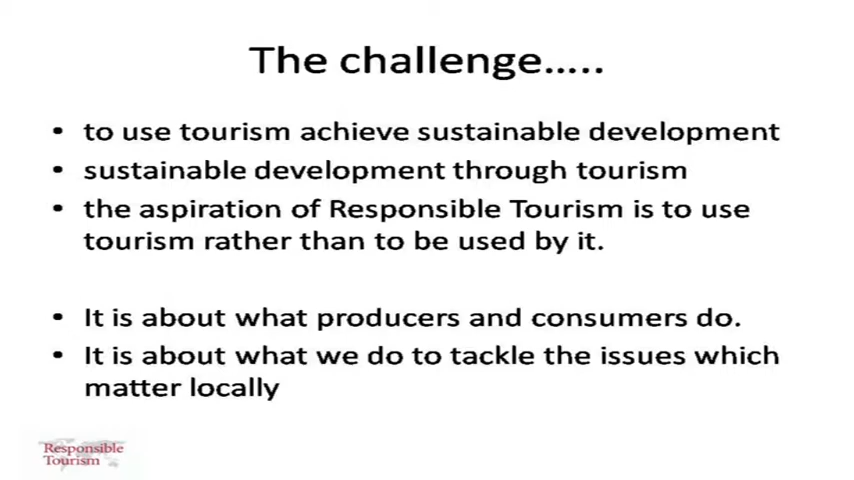 The challenge…..
• to use tourism achieve sustainable development
• sustainable development through tourism
• the aspiration of Responsible Tourism is to use
tourism rather than to be used by it.
• It is about what producers and consumers do.
• It is about what we do to tackle the issues which
matter locally
Responsible
Tourism